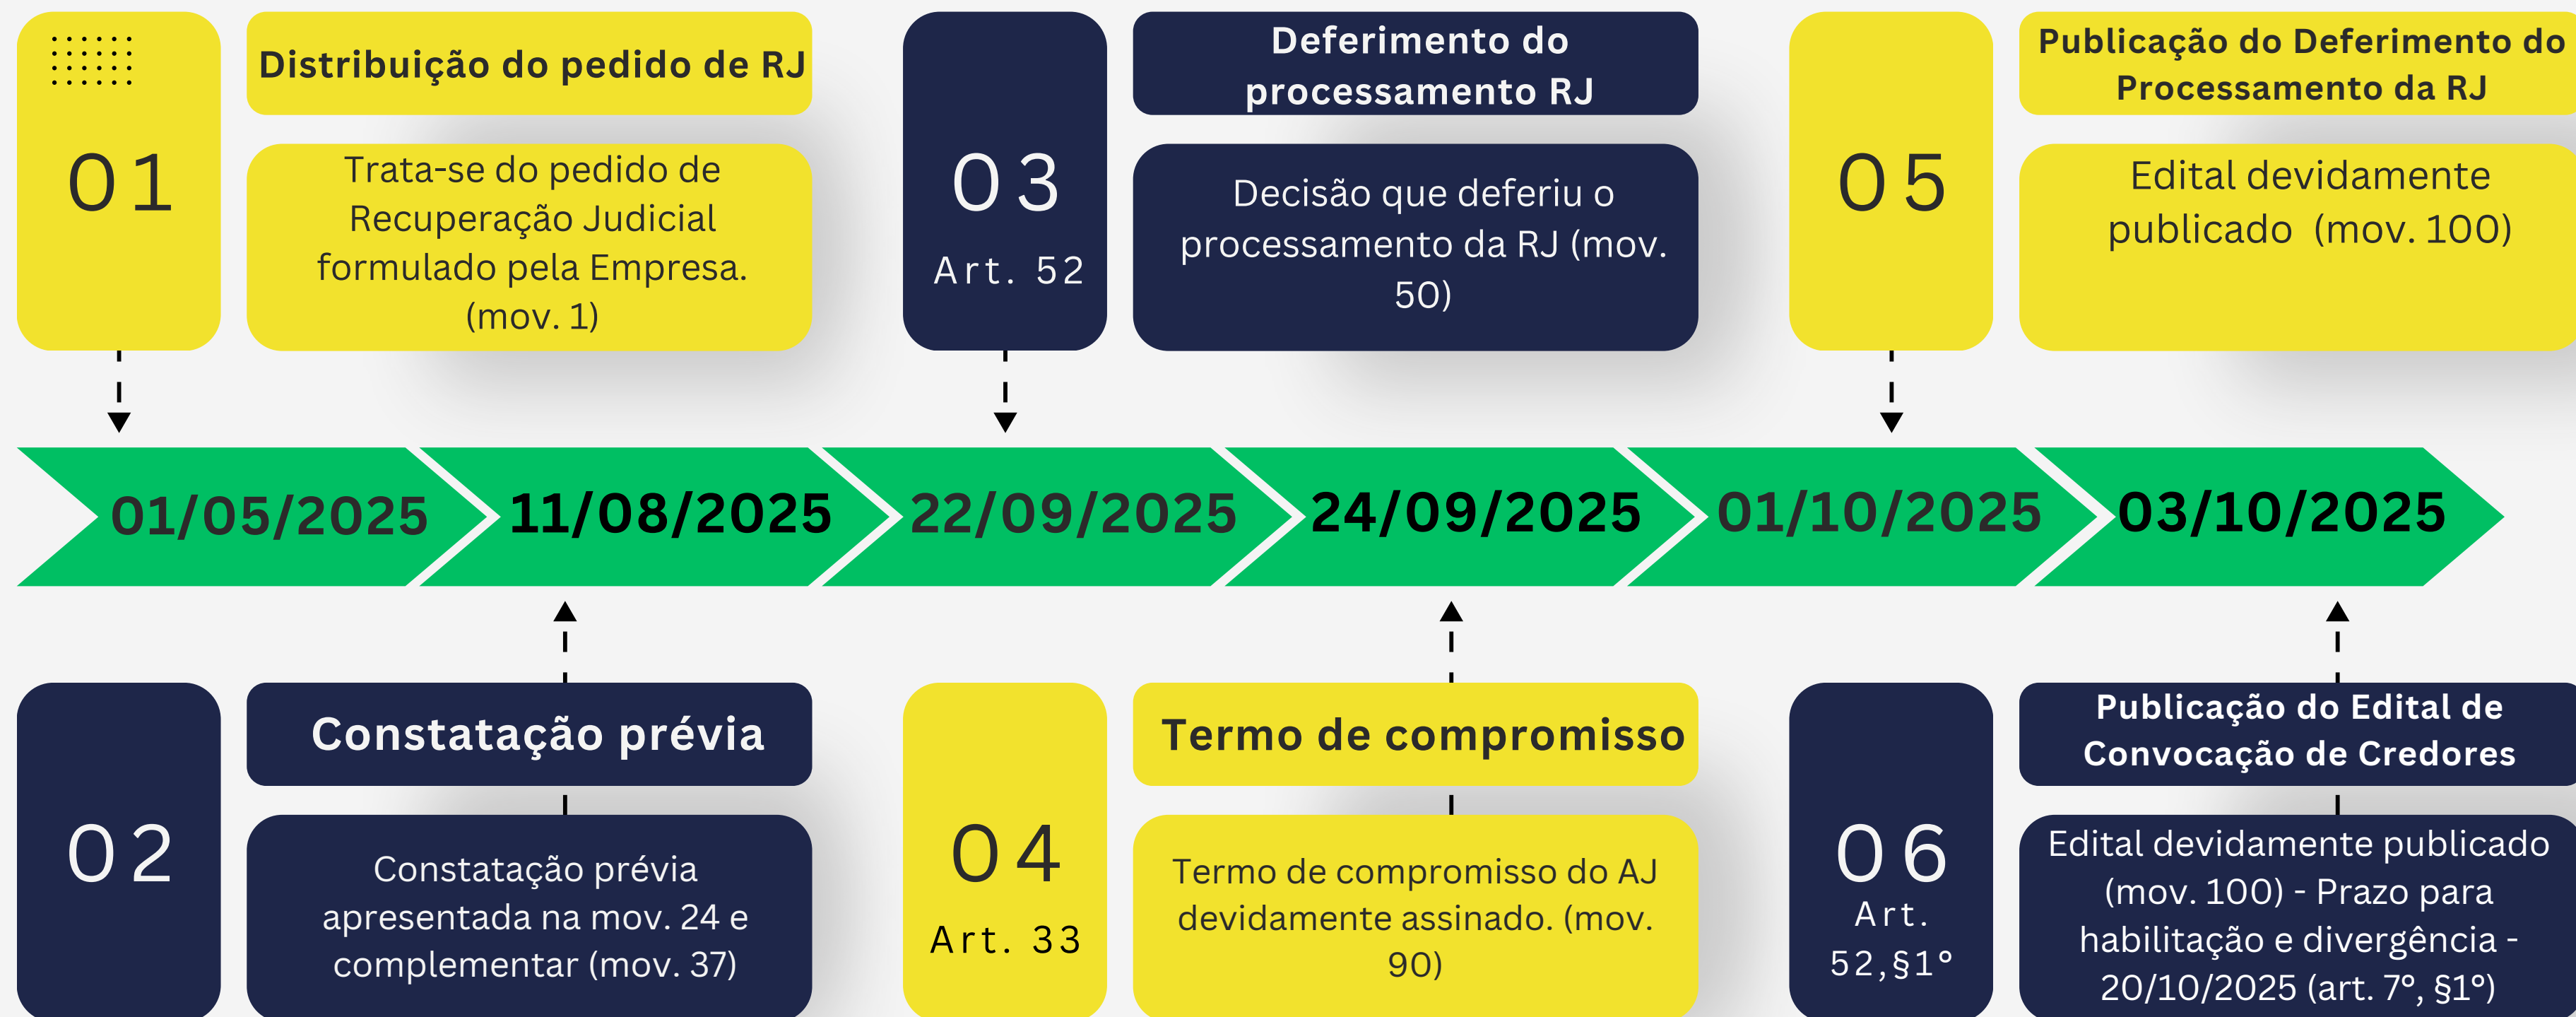 01
Distribuição do pedido de RJ
Trata-se do pedido de
Recuperação Judicial
formulado pela Empresa.
(mov. 1)
03
Art. 52
Deferimento do
processamento RJ
Decisão que deferiu o
processamento da RJ (mov.
50)
05
Publicação do Deferimento do
Processamento da RJ
Edital devidamente
publicado (mov. 100)
01/05/2025
11/08/2025
22/09/2025
24/09/2025
01/10/2025
03/10/2025
02
Constatação prévia
Constatação prévia
apresentada na mov. 24 e
complementar (mov. 37)
04
Art. 33
Termo de compromisso
Termo de compromisso do AJ
devidamente assinado. (mov.
90)
06
Art.
52,§1°
Publicação do Edital de
Convocação de Credores
Edital devidamente publicado
(mov. 100) - Prazo para
habilitação e divergência -
20/10/2025 (art. 7º, §1º)